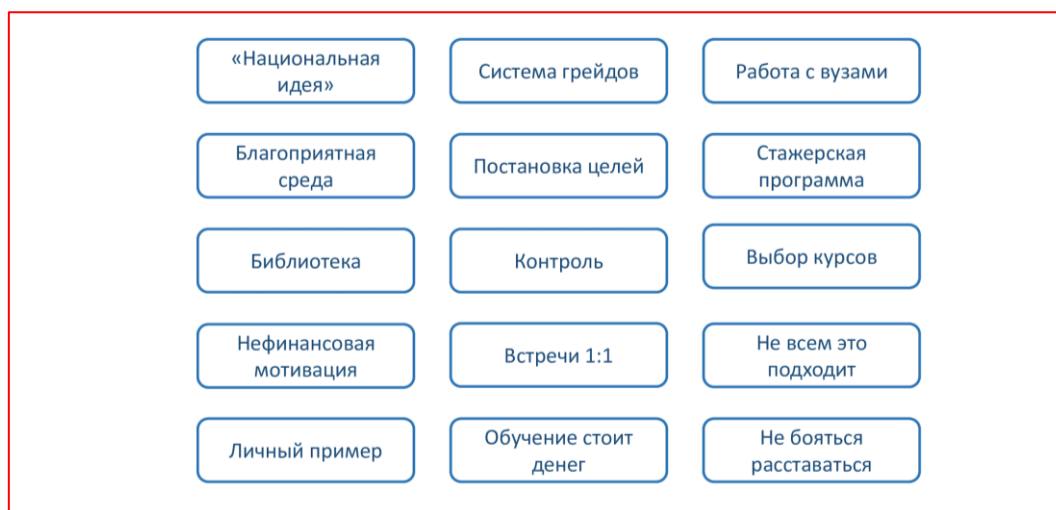 «Национальная
идея»
Система грейдов
Работа с вузами
Благоприятная
среда
Постановка целей
Стажерская
программа
Библиотека
Контроль
Выбор курсов
Нефинансовая
мотивация
Встречи 1:1
Не всем это
подходит
Личный пример
Обучение стоит
денег
Не бояться
расставаться